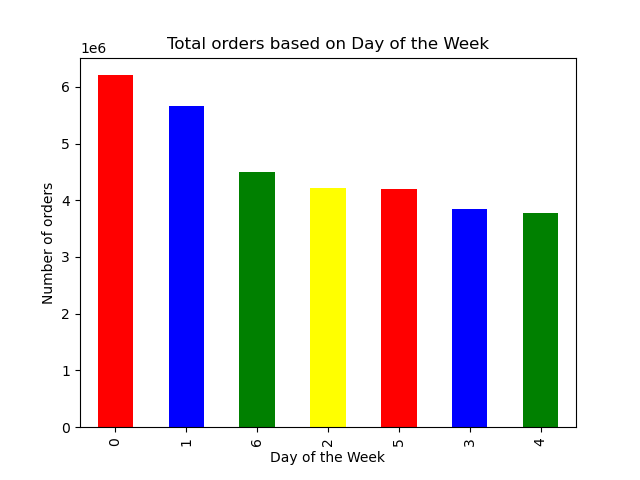 Total orders based on Day of the Week
1e6
6
5
4
3
2
1
0
Number of orders
0 1 6 2 5 3 4
Day of the Week